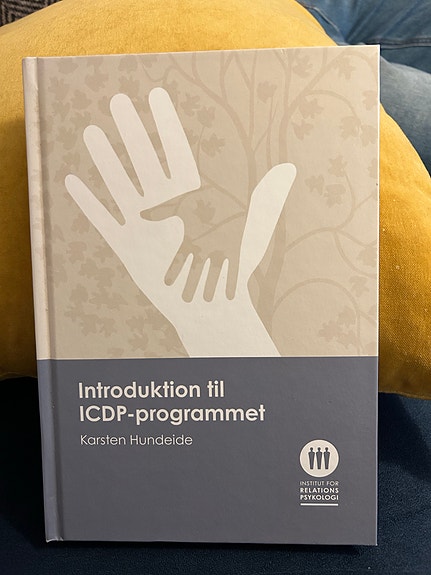 Introduktion til
ICDP-programmet
Karsten Hundeide
INSTITUT FOR
RELATIONS
PSYKOLOGI